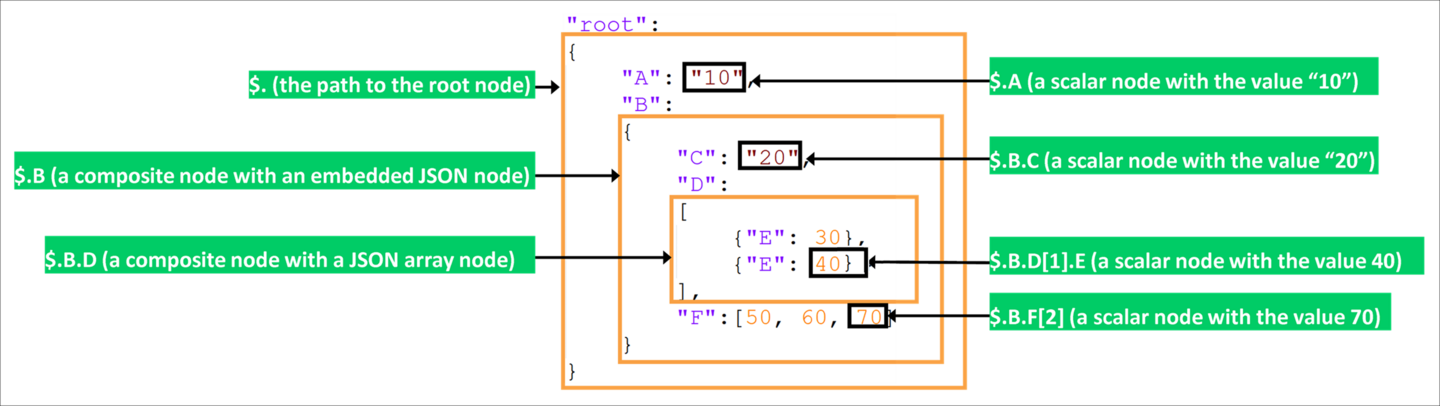 "root":
{
$. (the path to the root node)
"A": "10",
$.A (a scalar node with the value “10”)
"B":
{
"C": "20",
$.B.C (a scalar node with the value “20”)
$.B (a composite node with an embedded JSON node)
"D":
[
{"E": 30},
$.B.D (a composite node with a JSON array node)
{"E": 40}
$.B.D[1].E (a scalar node with the value 40)
],
"F":[50, 60, 70]
$.B.F[2] (a scalar node with the value 70)
}
}